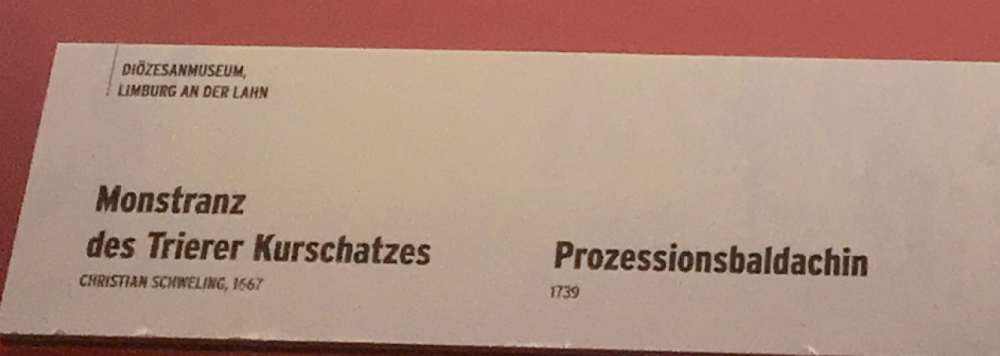 DIÖZESANMUSEUM,
LIMBURG AN DER LAHN
Monstranz
des Trierer Kurschatzes
CHRISTIAN SCHWELING, 1667
Prozessionsbaldachin
1739